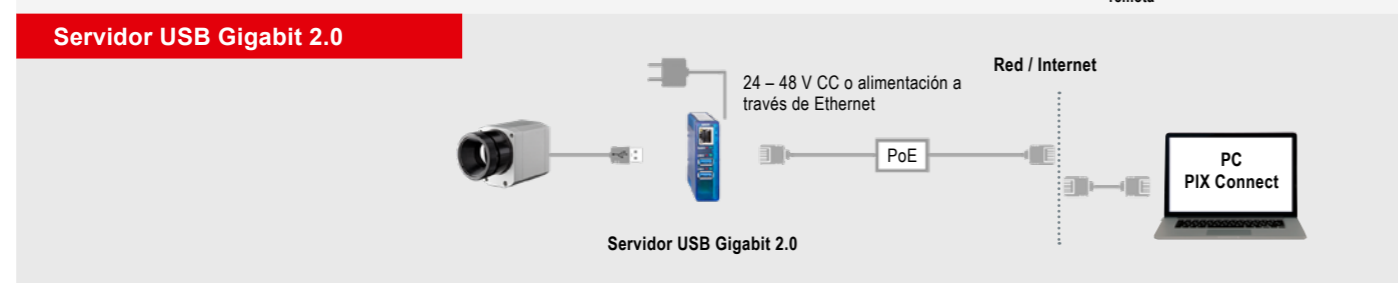 remota
Servidor USB Gigabit 2.0
24 – 48 V CC o alimentación a
través de Ethernet
Red / Internet
PoE
PC
PIX Connect
Servidor USB Gigabit 2.0